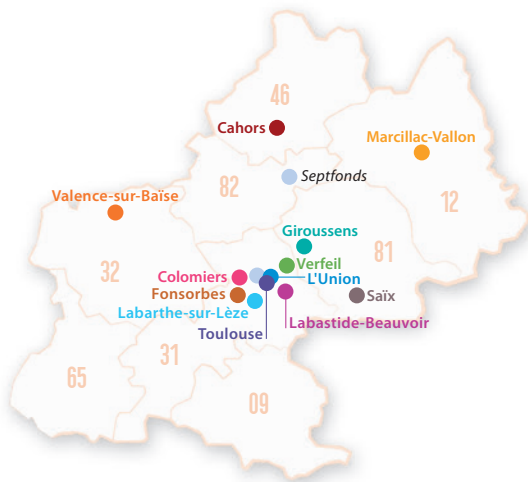 46
Cahors
Marcillac-Vallon
82
Septfonds
Valence-sur-Baïse
12
Giroussens
81
32
Verfeil
Colomiers
L'Union
Fonsorbes
Saïx
Labarthe-sur-Lèze
Labastide-Beauvoir
Toulouse
31
65
09